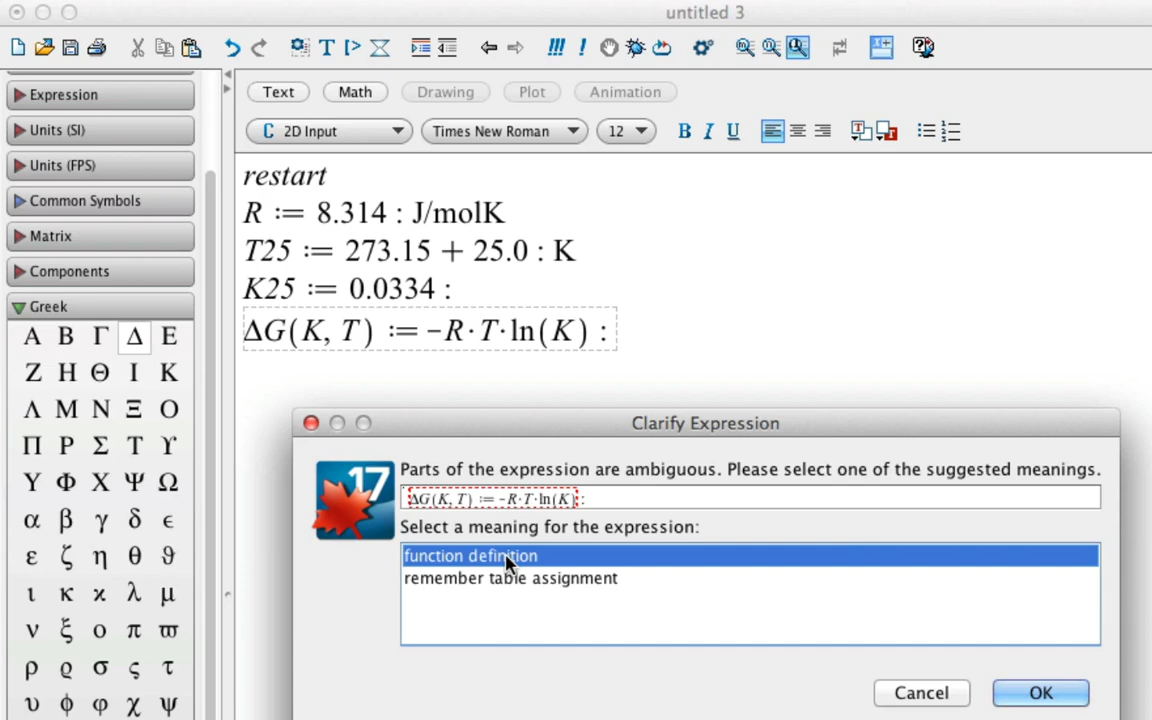 untitled 3
Text Math Drawing Plot Animation
C 2D Input Times New Roman 12 B I U
Expression
Units (SI)
Units (FPS)
Common Symbols
Matrix
Components
Greek
Α Β Γ Δ Ε
Ζ Η Θ Ι Κ
Λ Μ Ν Ξ Ο
Π Ρ Σ Τ ϒ
Υ Φ Χ Ψ Ω
α β γ δ ϵ
ε ζ η θ ϑ
ι κ ϰ λ μ
ν ξ ο π ϖ
ρ ϱ σ ς τ
υ ϕ φ χ ψ
restart
R := 8.314 : J/molK
T25 := 273.15 + 25.0 : K
K25 := 0.0334 :
ΔG(K, T) := −R·T·ln(K) :
Clarify Expression
17
Parts of the expression are ambiguous. Please select one of the suggested meanings.
ΔG(K, T) := −R·T·ln(K) :
Select a meaning for the expression:
function definition
remember table assignment
Cancel OK